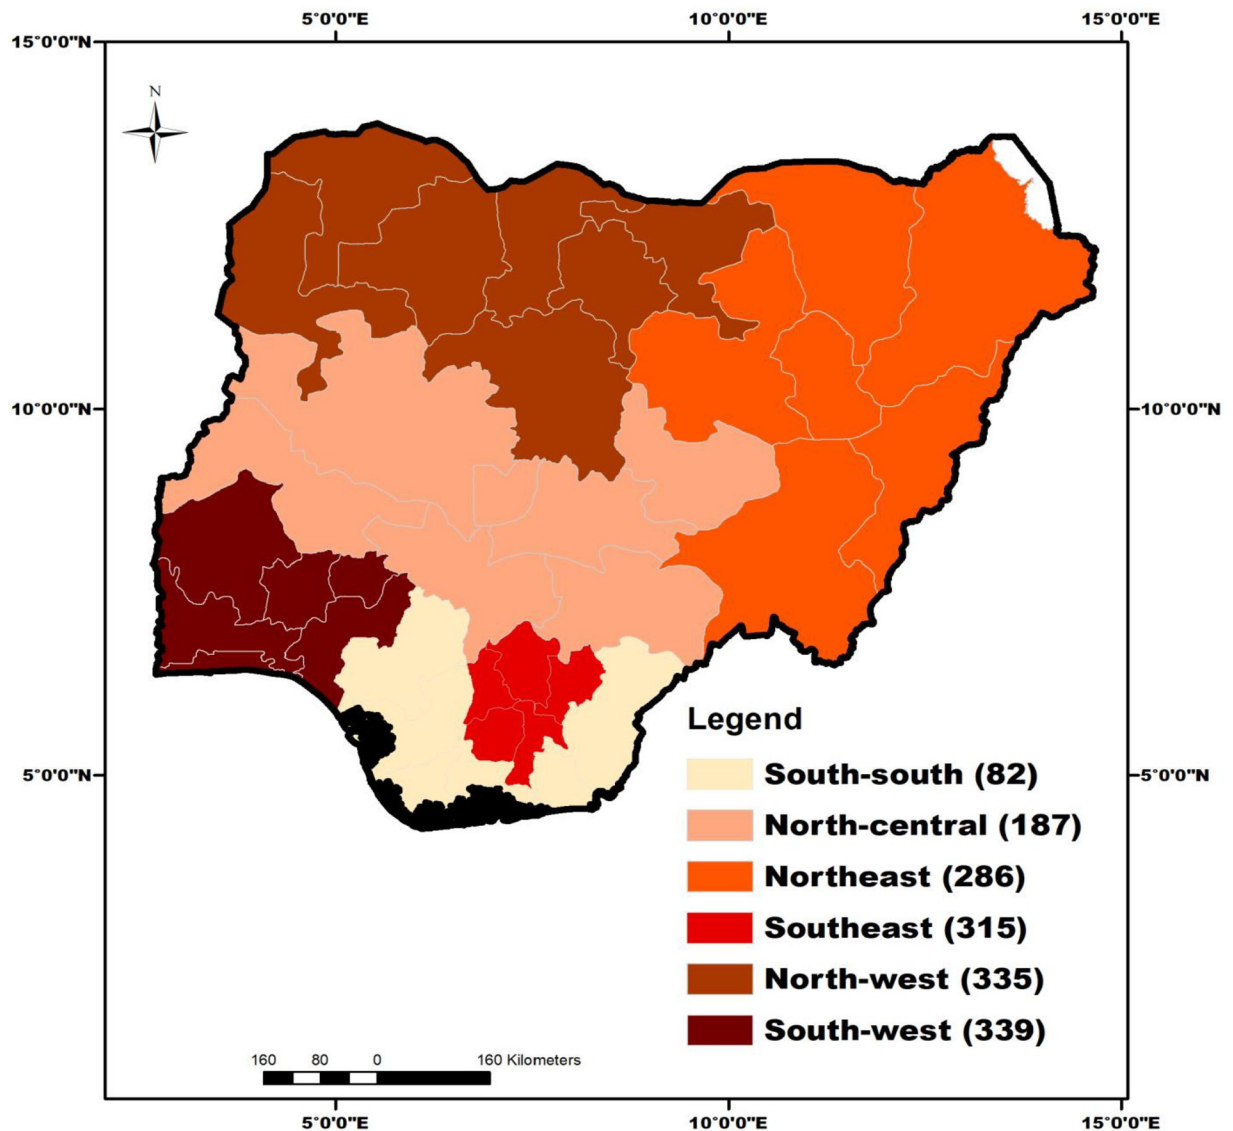 5°0'0"E 10°0'0"E 15°0'0"E
15°0'0"N
N
10°0'0"N 10°0'0"N
Legend
5°0'0"N South-south (82) 5°0'0"N
North-central (187)
Northeast (286)
Southeast (315)
North-west (335)
South-west (339)
160 80 0 160 Kilometers
5°0'0"E 10°0'0"E 15°0'0"E